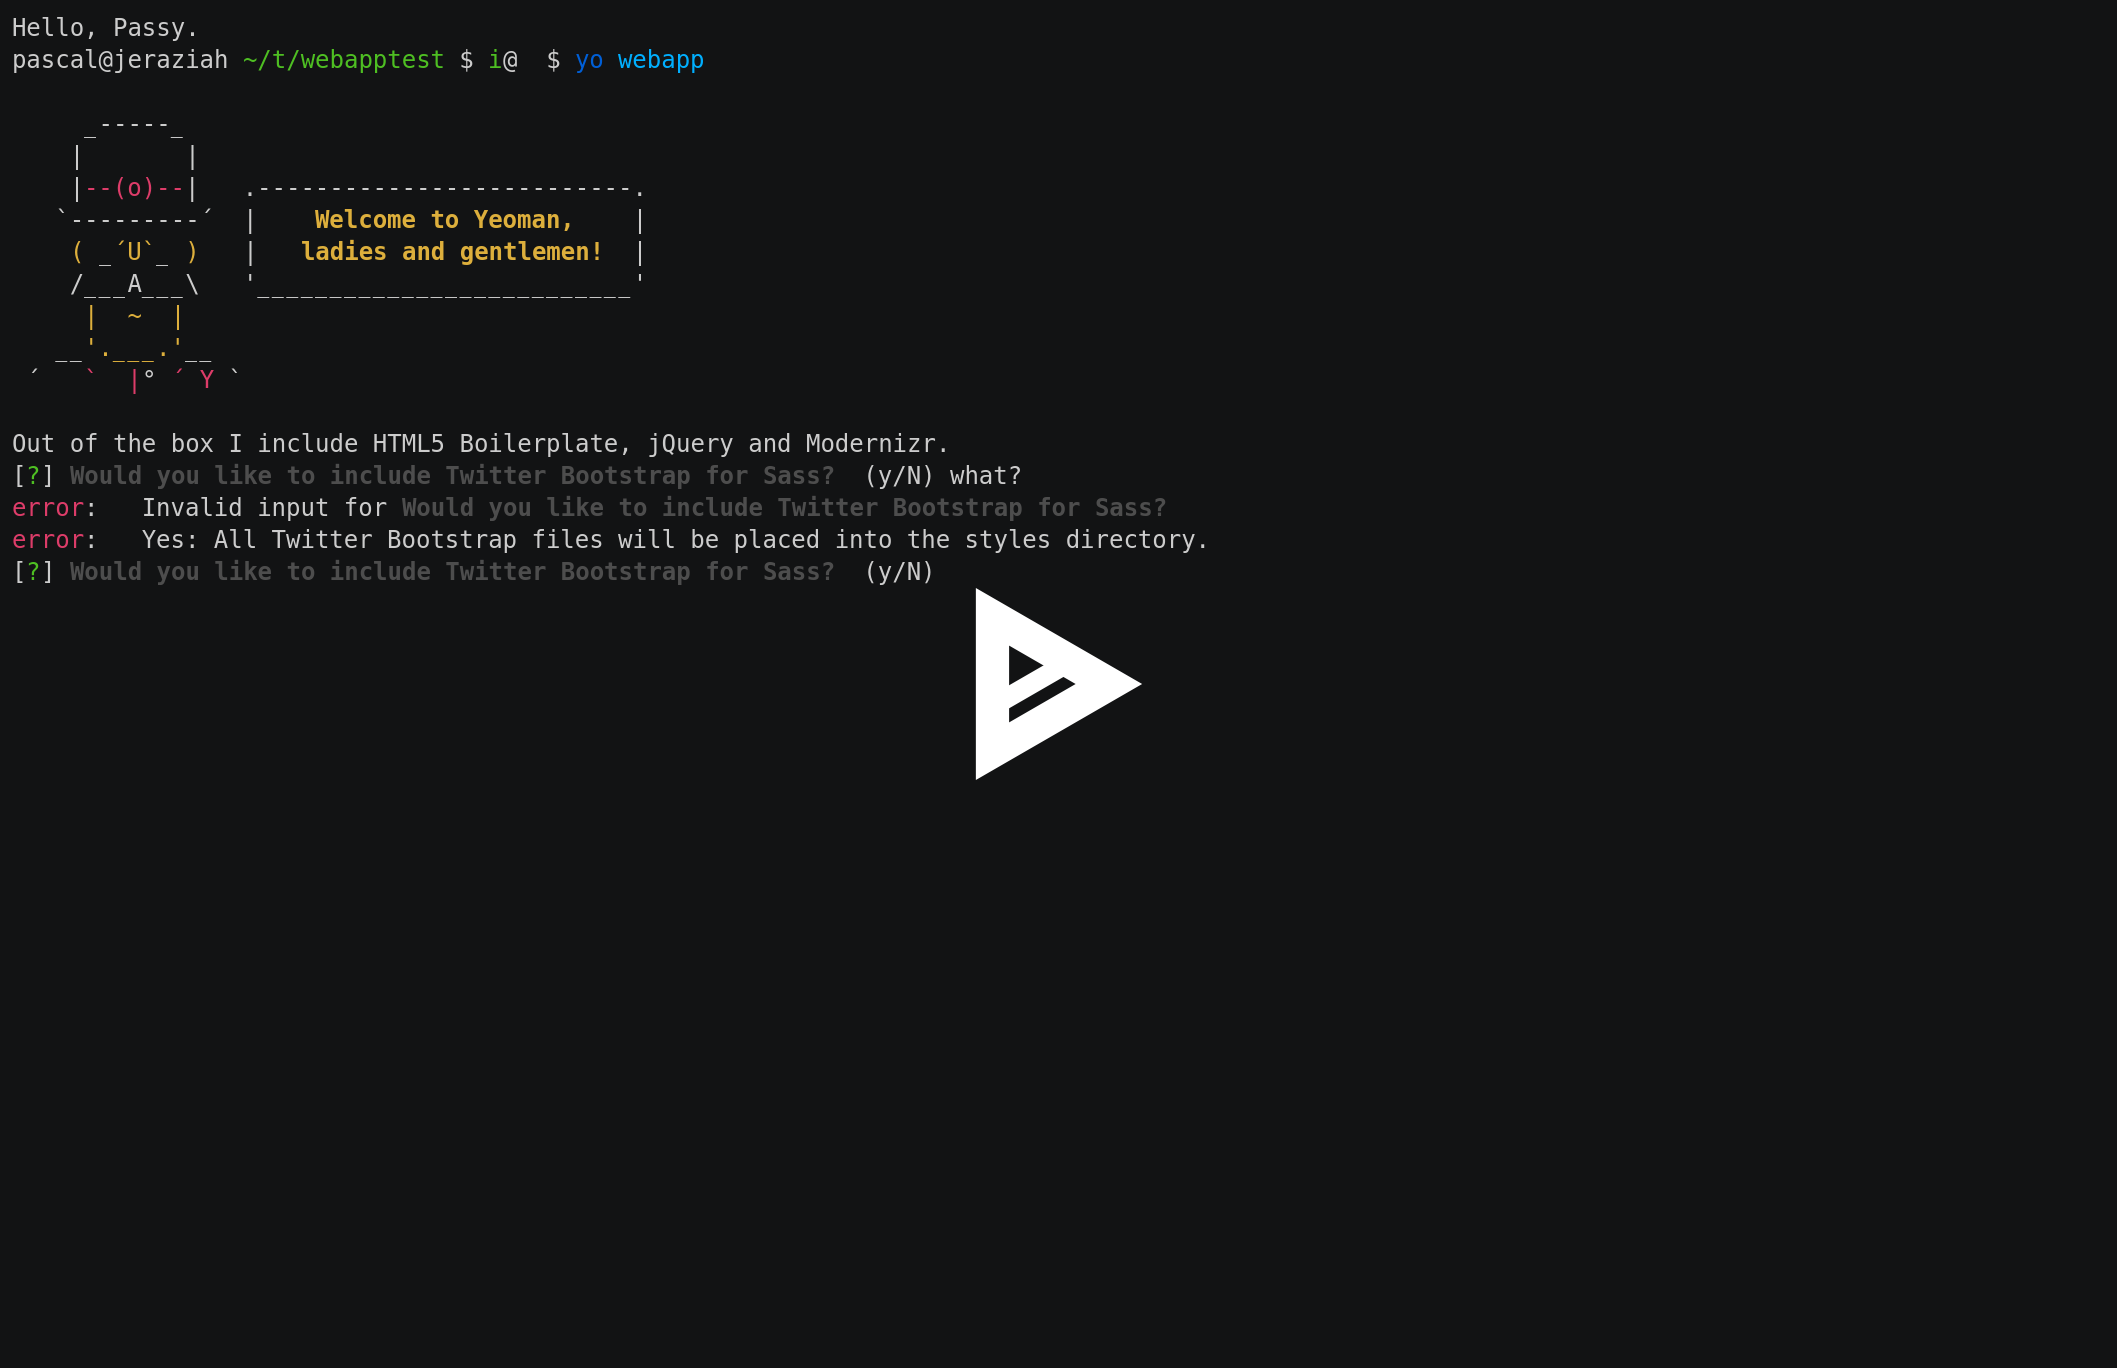 Hello, Passy.
pascal@jeraziah ~/t/webapptest $ i@  $ yo webapp

     _-----_
    |       |
    |--(o)--|   .--------------------------.
   `---------´  |    Welcome to Yeoman,    |
    ( _´U`_ )   |   ladies and gentlemen!  |
    /___A___\   '__________________________'
     |  ~  |
   __'.___.'__
 ´   `  |° ´ Y `

Out of the box I include HTML5 Boilerplate, jQuery and Modernizr.
[?] Would you like to include Twitter Bootstrap for Sass?  (y/N) what?
error:   Invalid input for Would you like to include Twitter Bootstrap for Sass?
error:   Yes: All Twitter Bootstrap files will be placed into the styles directory.
[?] Would you like to include Twitter Bootstrap for Sass?  (y/N)